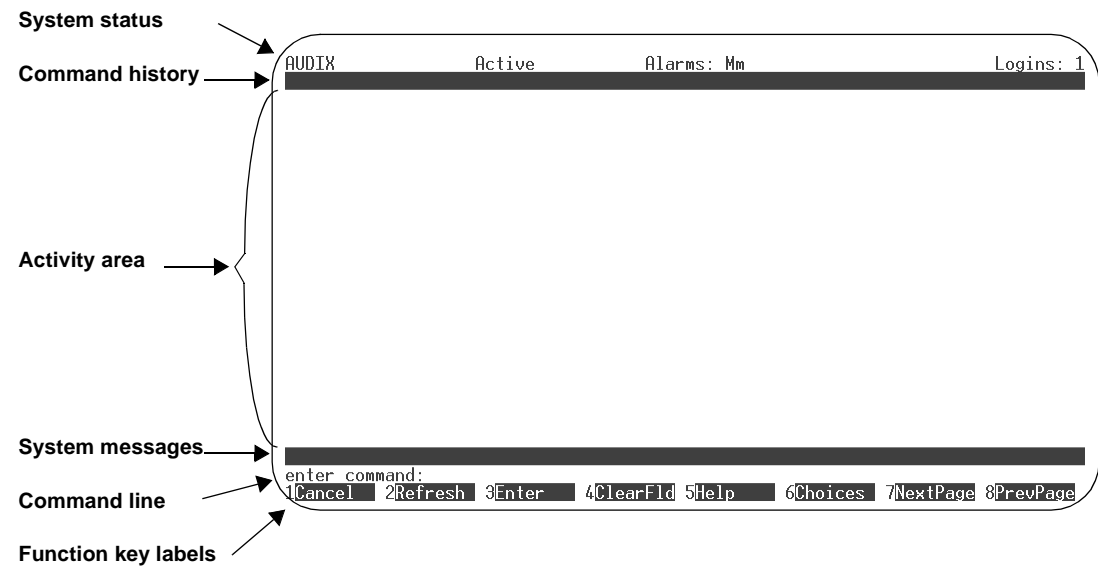 System status
AUDIX Active Alarms: Mm Logins: 1
Command history
Activity area
System messages
enter command:
1Cancel 2Refresh 3Enter 4ClearFld 5Help 6Choices 7NextPage 8PrevPage
Command line
Function key labels